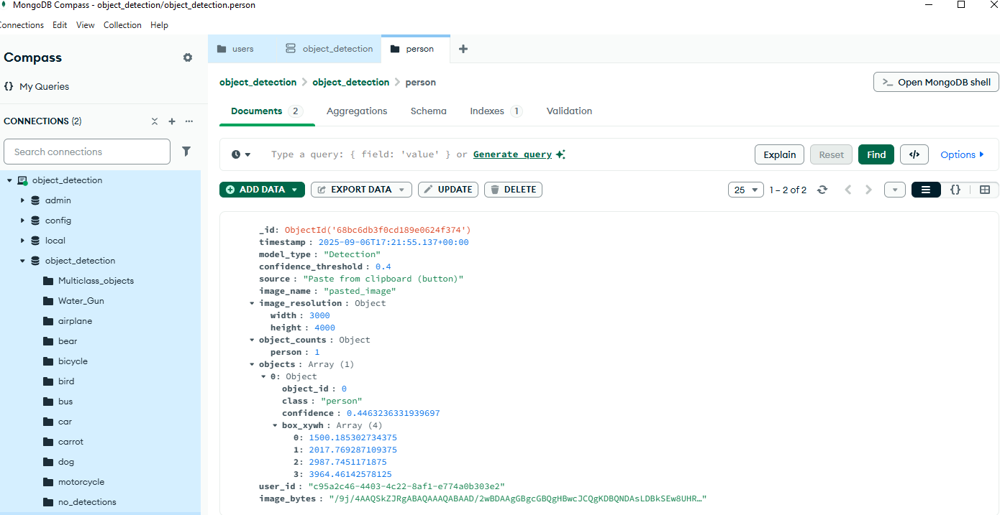 MongoDB Compass - object_detection/object_detection.person
Connections Edit View Collection Help
Compass
{} My Queries
CONNECTIONS (2)
Search connections
object_detection
admin
config
local
object_detection
Multiclass_objects
Water_Gun
airplane
bear
bicycle
bird
bus
car
carrot
dog
motorcycle
no_detections
users object_detection person
object_detection > object_detection > person
>_ Open MongoDB shell
Documents 2 Aggregations Schema Indexes 1 Validation
Type a query: { field: 'value' } or Generate query
Explain Reset Find </> Options
ADD DATA EXPORT DATA UPDATE DELETE
25 1 – 2 of 2 {}
_id: ObjectId('68bc6db3f0cd189e0624f374')
timestamp : 2025-09-06T17:21:55.137+00:00
model_type : "Detection"
confidence_threshold : 0.4
source : "Paste from clipboard (button)"
image_name : "pasted_image"
image_resolution : Object
width : 3000
height : 4000
object_counts : Object
person : 1
objects : Array (1)
0: Object
object_id : 0
class : "person"
confidence : 0.4463236331939697
box_xywh : Array (4)
0: 1500.185302734375
1: 2017.769287109375
2: 2987.7451171875
3: 3964.46142578125
user_id : "c95a2c46-4403-4c22-8af1-e774a0b303e2"
image_bytes : "/9j/4AAQSkZJRgABAQAAAQABAAD/2wBDAAgGBgcGBQgHBwcJCQgKDBQNDAsLDBkSEw8UHR…"